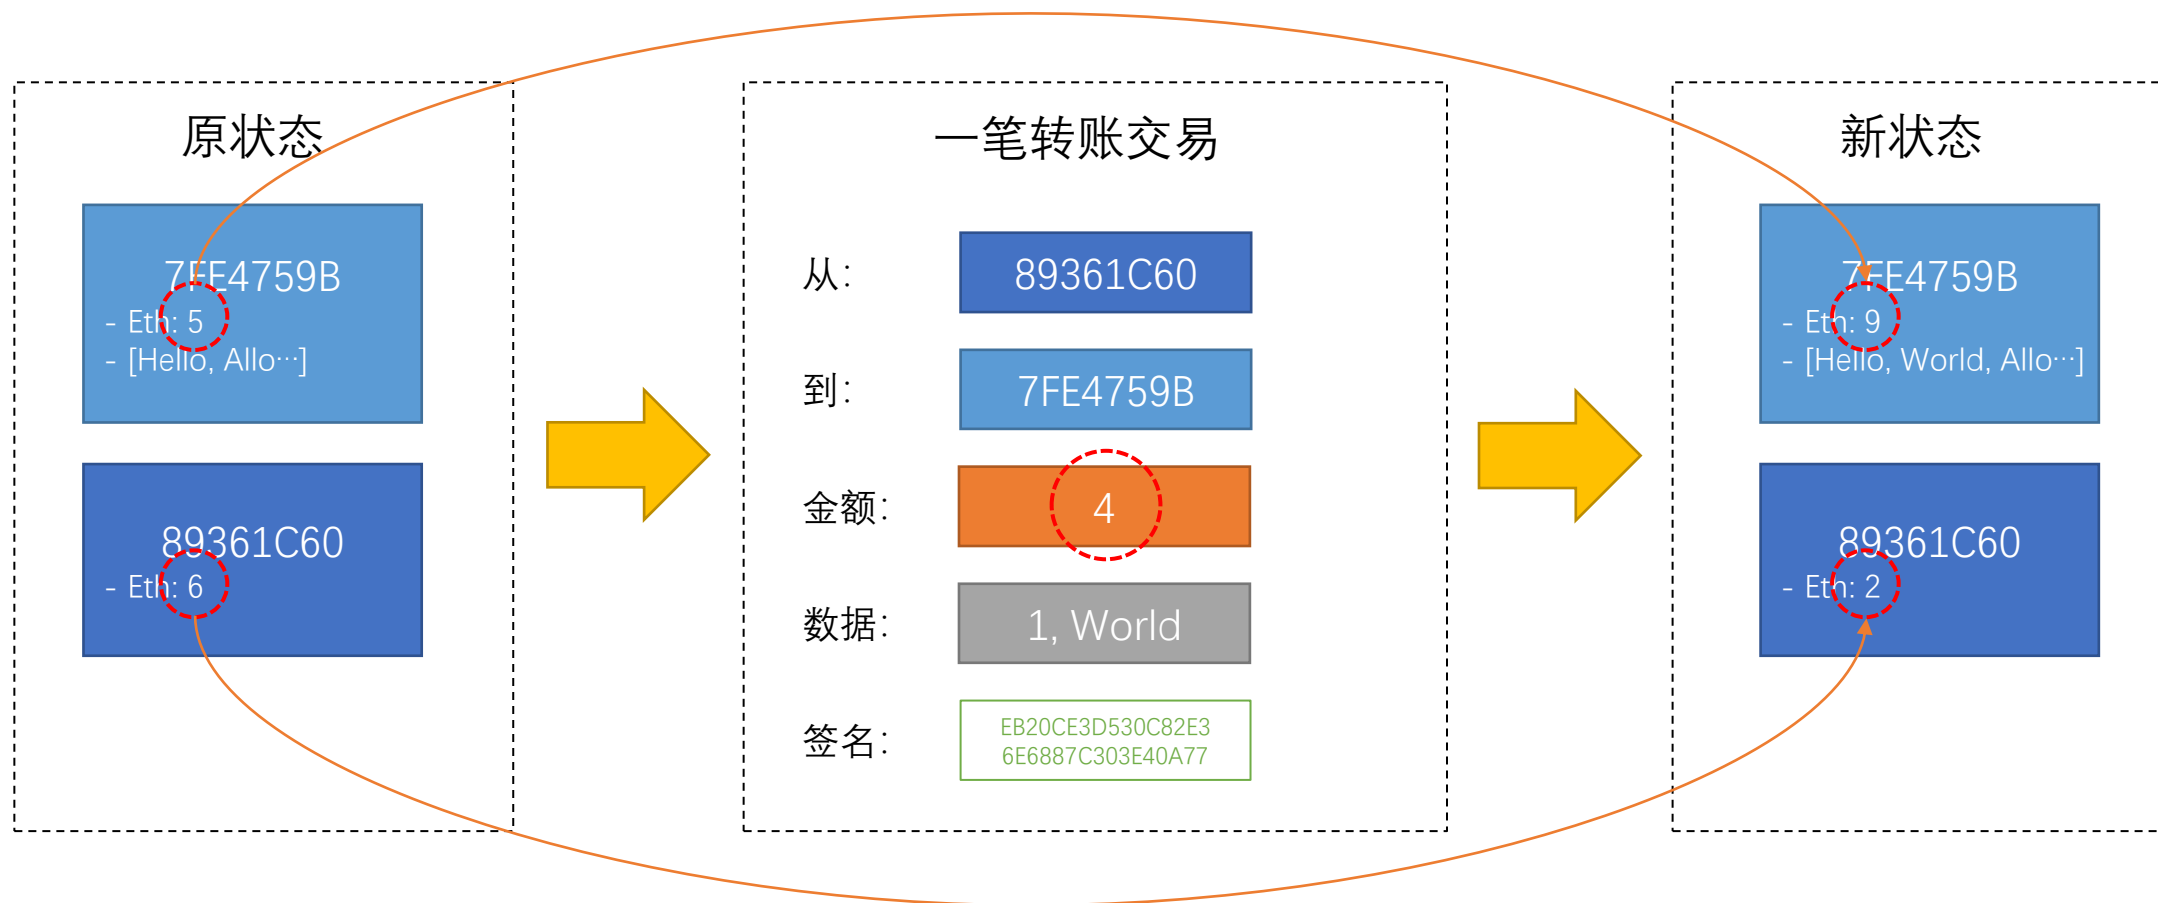 原状态
7FE4759B
- Eth: 5
- [Hello, Allo…]
89361C60
- Eth: 6
一笔转账交易
从: 89361C60
到: 7FE4759B
金额: 4
数据: 1, World
签名: EB20CE3D530C82E3
6E6887C303E40A77
新状态
7FE4759B
- Eth: 9
- [Hello, World, Allo…]
89361C60
- Eth: 2